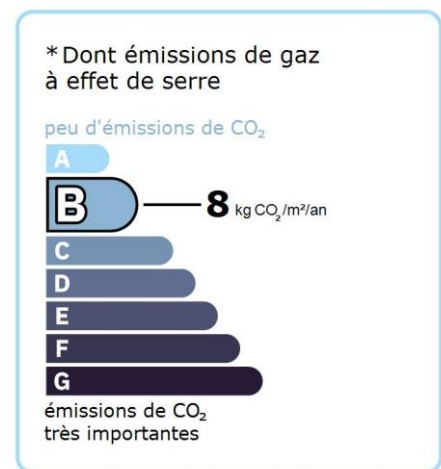 *Dont émissions de gaz
à effet de serre
peu d'émissions de CO₂
A
B 8 kg CO₂/m²/an
C
D
E
F
G
émissions de CO₂
très importantes